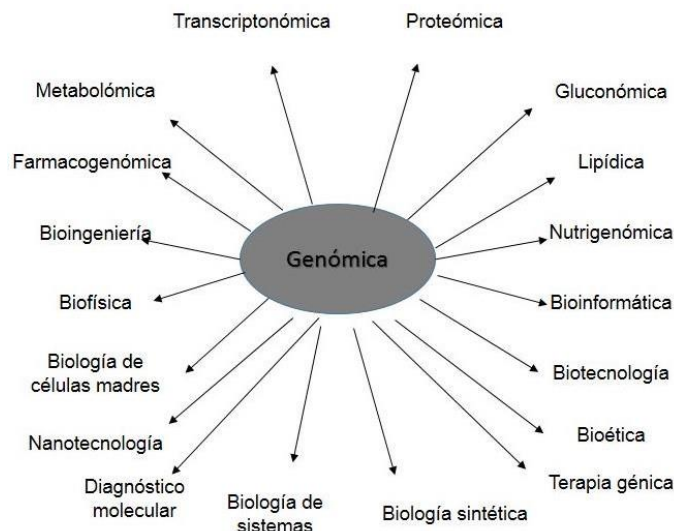 Transcriptonómica
Proteómica
Metabolómica
Gluconómica
Farmacogenómica
Lipídica
Bioingeniería
Nutrigenómica
Genómica
Biofísica
Bioinformática
Biología de
células madres
Biotecnología
Nanotecnología
Bioética
Diagnóstico
molecular
Terapia génica
Biología de
sistemas
Biología sintética